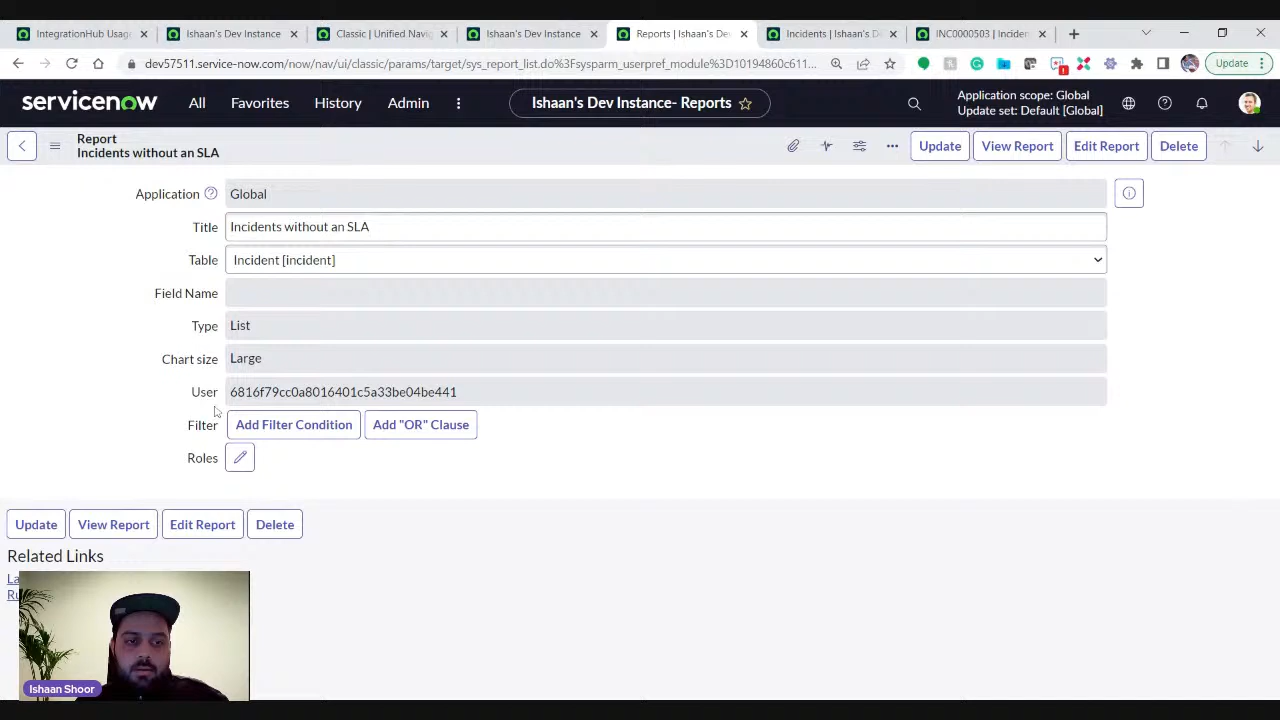 IntegrationHub Usag
Ishaan's Dev Instance
Classic | Unified Navig
Ishaan's Dev Instance
Reports | Ishaan's De
Incidents | Ishaan's D
INC0000503 | Inciden
dev57511.service-now.com/now/nav/ui/classic/params/target/sys_report_list.do%3Fsysparm_userpref_module%3D10194860c611...
Update
servicenow
All
Favorites
History
Admin
Ishaan's Dev Instance- Reports
Application scope: Global
Update set: Default [Global]
Report
Incidents without an SLA
Update
View Report
Edit Report
Delete
Application
Global
Title
Incidents without an SLA
Table
Incident [incident]
Field Name
Type
List
Chart size
Large
User
6816f79cc0a8016401c5a33be04be441
Filter
Add Filter Condition
Add "OR" Clause
Roles
Update
View Report
Edit Report
Delete
Related Links
La
Ru
Ishaan Shoor